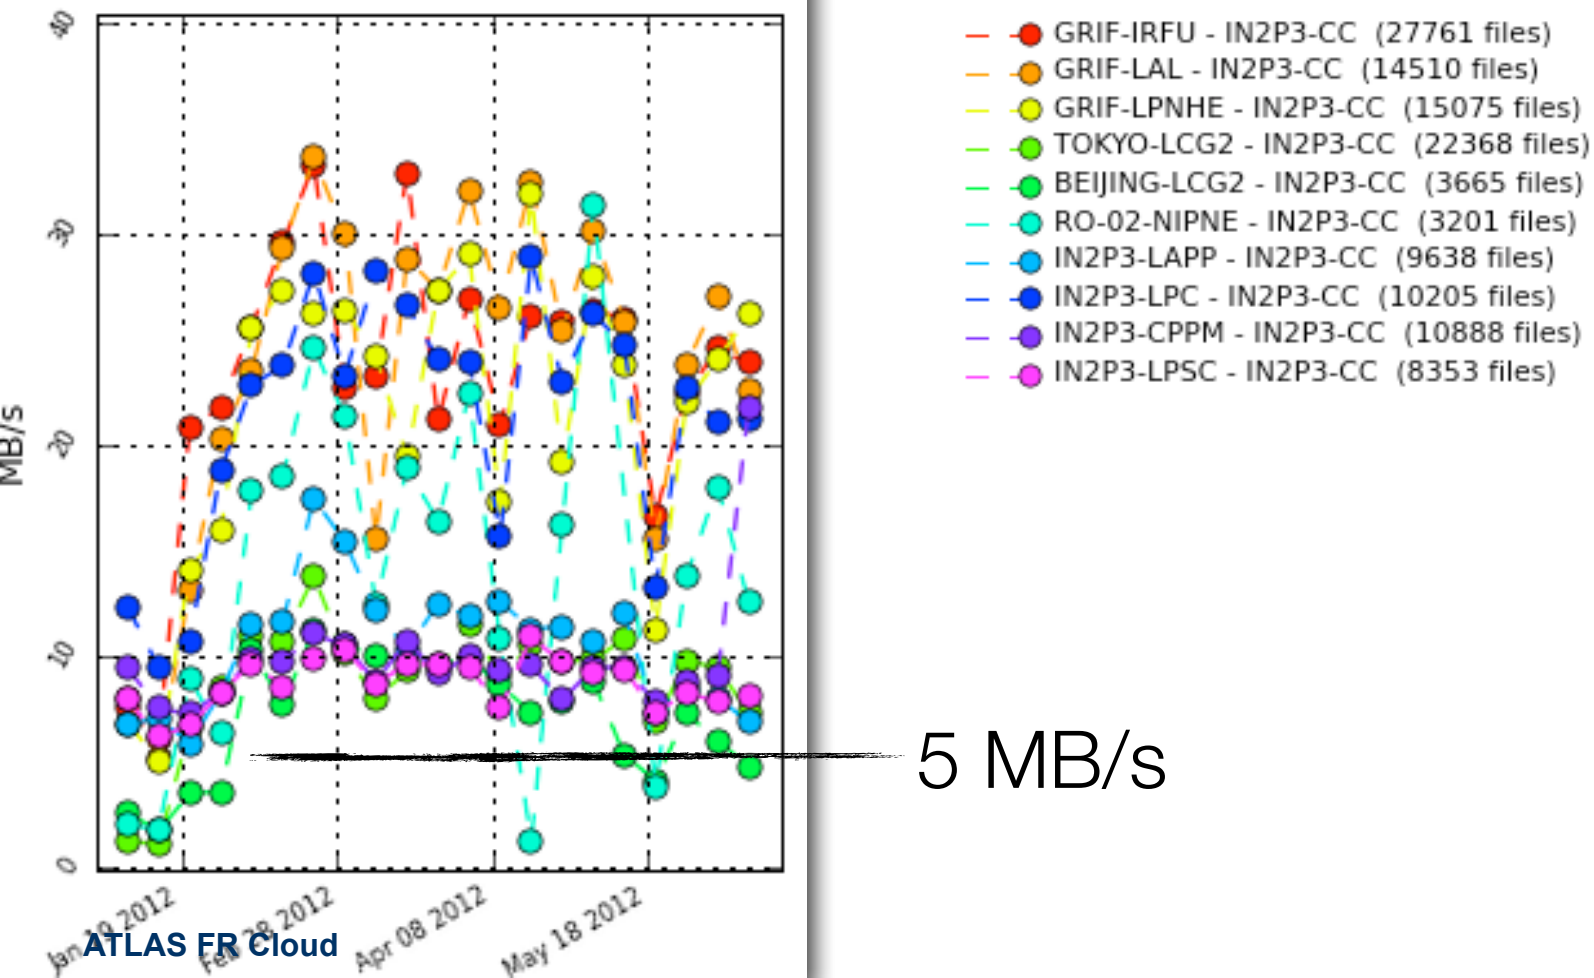 40
30
20
10
0
MB/s
Jan 19 2012
Feb 28 2012
Apr 08 2012
May 18 2012
ATLAS FR Cloud
GRIF-IRFU - IN2P3-CC (27761 files)
GRIF-LAL - IN2P3-CC (14510 files)
GRIF-LPNHE - IN2P3-CC (15075 files)
TOKYO-LCG2 - IN2P3-CC (22368 files)
BEIJING-LCG2 - IN2P3-CC (3665 files)
RO-02-NIPNE - IN2P3-CC (3201 files)
IN2P3-LAPP - IN2P3-CC (9638 files)
IN2P3-LPC - IN2P3-CC (10205 files)
IN2P3-CPPM - IN2P3-CC (10888 files)
IN2P3-LPSC - IN2P3-CC (8353 files)
5 MB/s